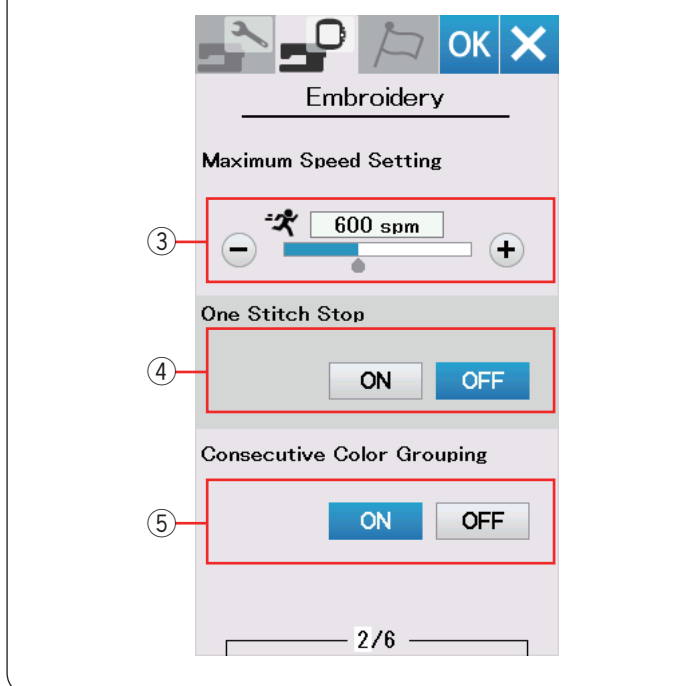 OK
Embroidery
Maximum Speed Setting
③
600 spm
− +
One Stitch Stop
④
ON OFF
Consecutive Color Grouping
⑤
ON OFF
2/6